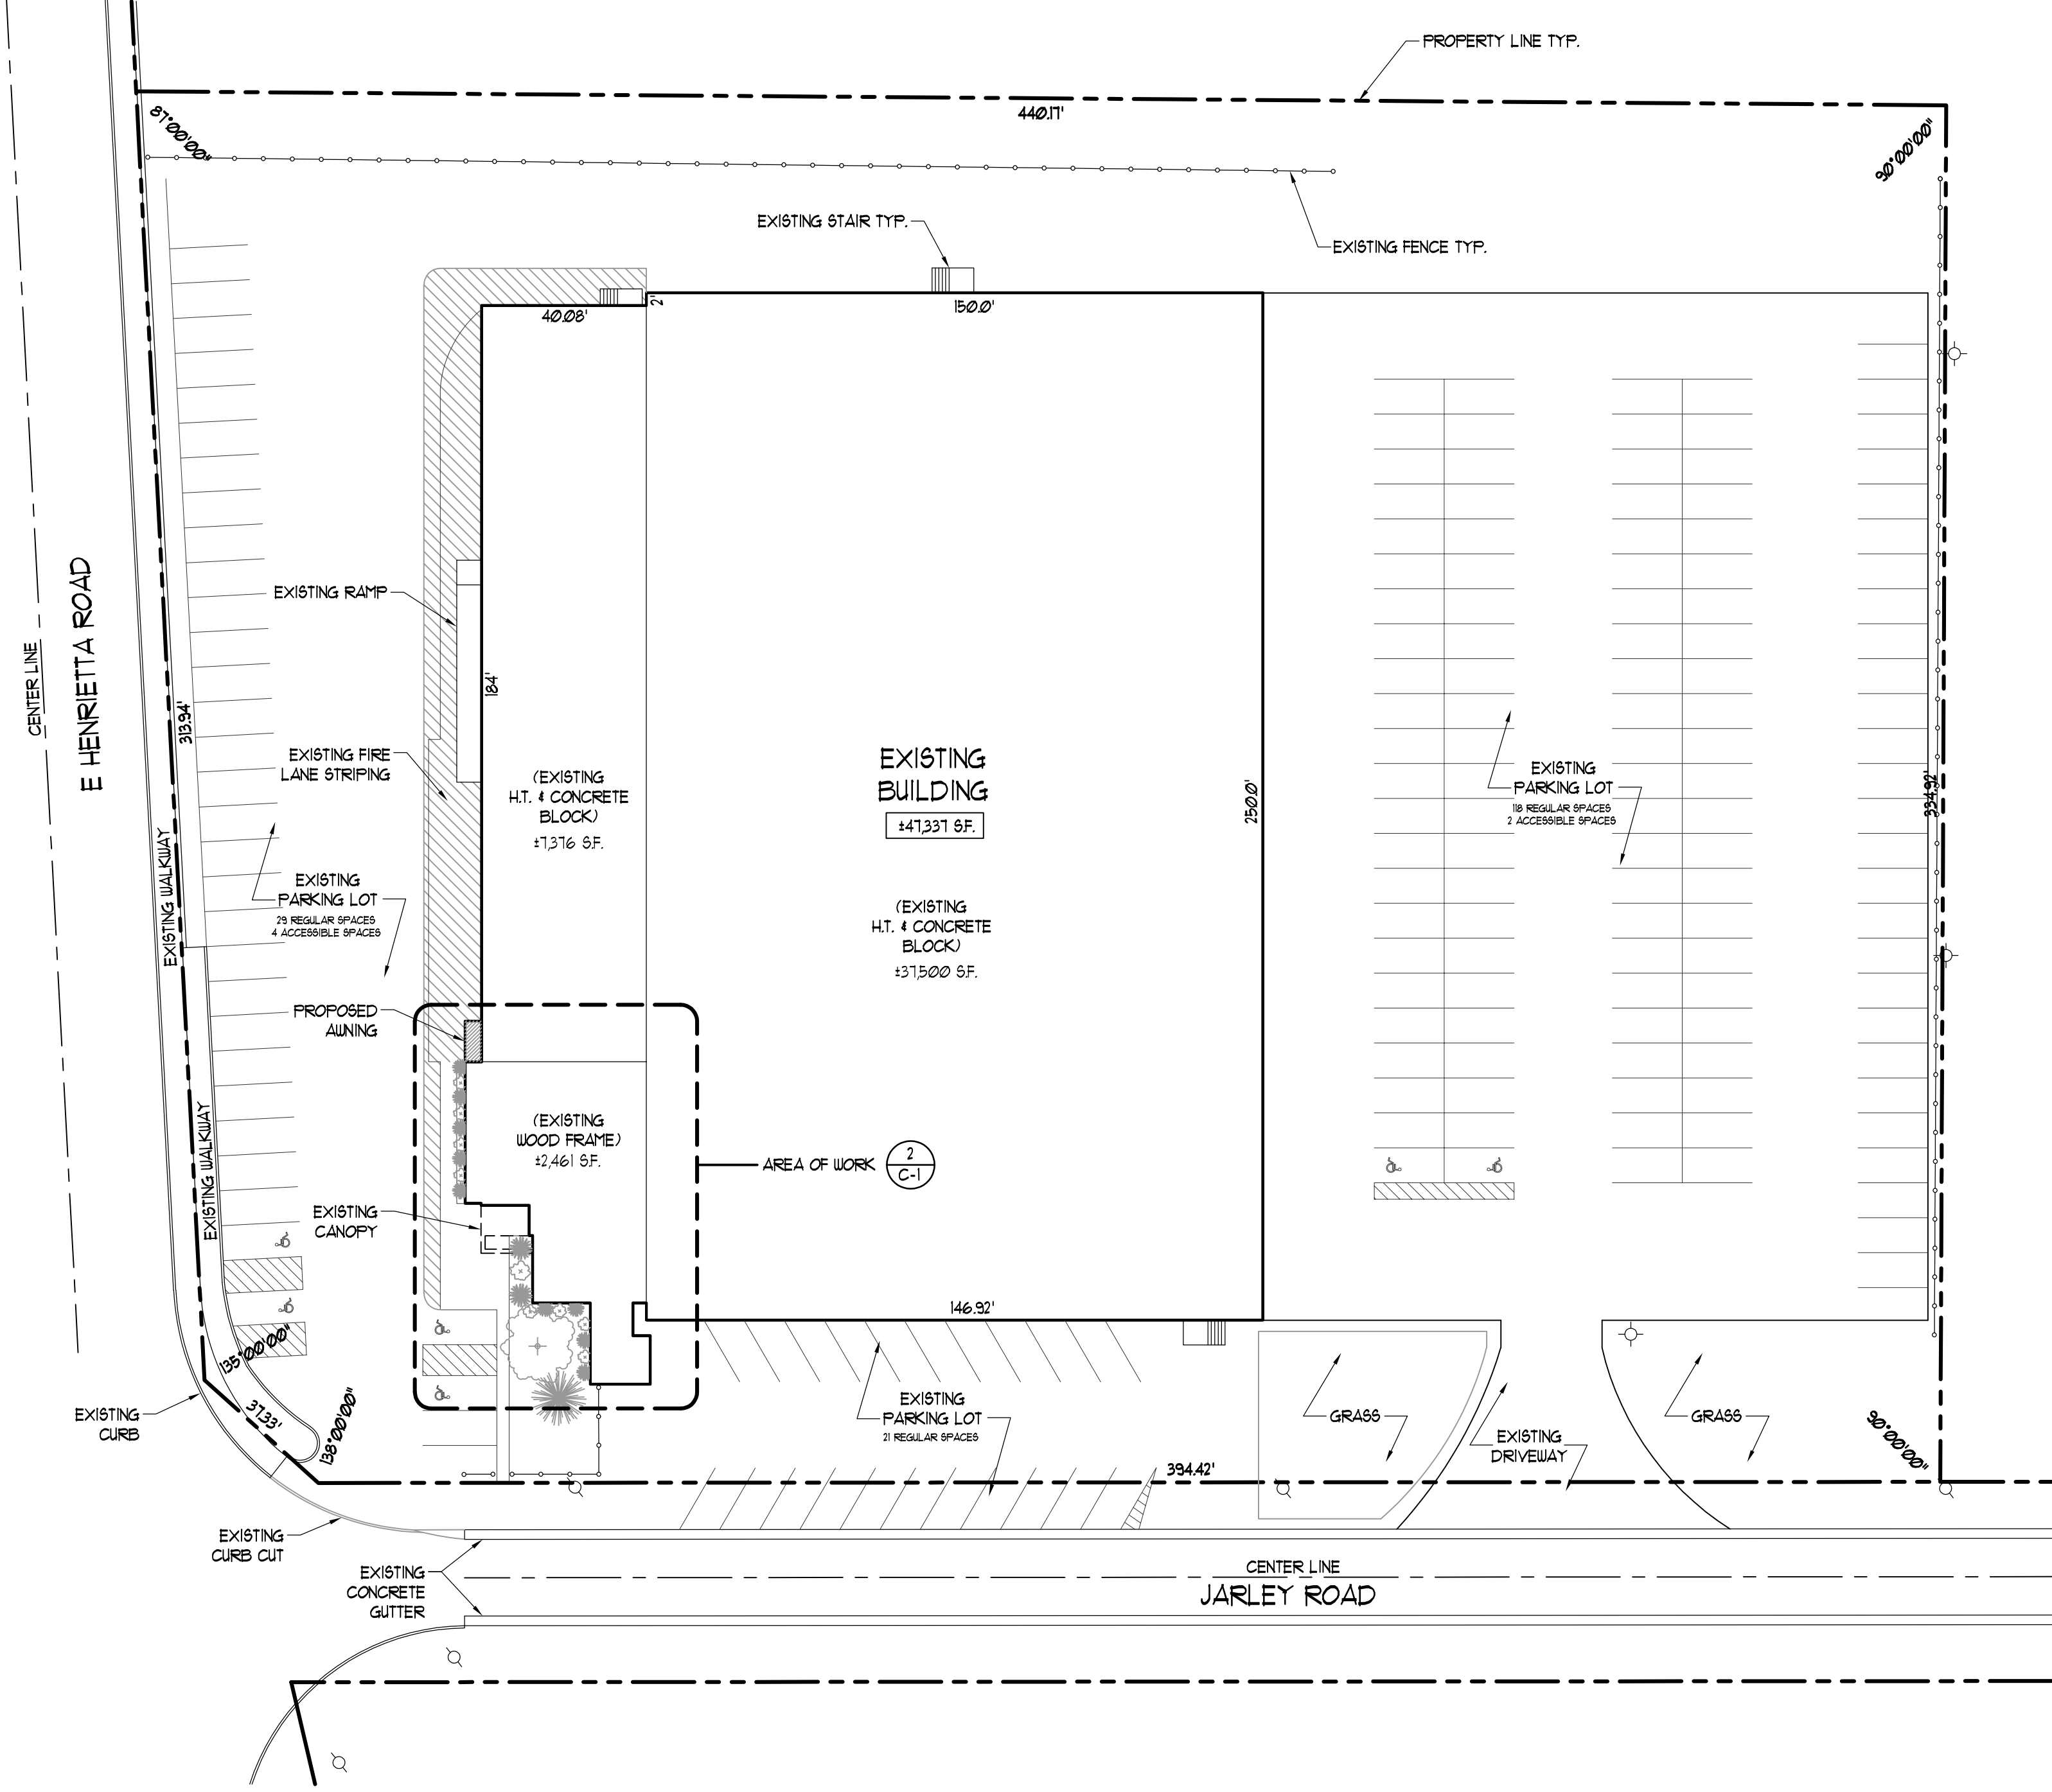 PROPERTY LINE TYP.
440.17'
87°00'00"
90°00'00"
EXISTING STAIR TYP.
EXISTING FENCE TYP.
2'
150.0'
40.08'
EXISTING RAMP
CENTER LINE
E HENRIETTA ROAD
313.94'
184'
EXISTING FIRE
LANE STRIPING
(EXISTING
H.T. & CONCRETE
BLOCK)
±7,376 S.F.
EXISTING
BUILDING
±47,337 S.F.
250.0'
EXISTING
PARKING LOT
118 REGULAR SPACES
2 ACCESSIBLE SPACES
334.92'
EXISTING WALKWAY
EXISTING
PARKING LOT
29 REGULAR SPACES
4 ACCESSIBLE SPACES
(EXISTING
H.T. & CONCRETE
BLOCK)
±37,500 S.F.
PROPOSED
AWNING
EXISTING WALKWAY
(EXISTING
WOOD FRAME)
±2,461 S.F.
AREA OF WORK
2
C-1
EXISTING
CANOPY
146.92'
135°00'00"
37.33'
138°00'00"
EXISTING
CURB
EXISTING
PARKING LOT
21 REGULAR SPACES
GRASS
EXISTING
DRIVEWAY
GRASS
90°00'00"
394.42'
EXISTING
CURB CUT
EXISTING
CONCRETE
GUTTER
CENTER LINE
JARLEY ROAD